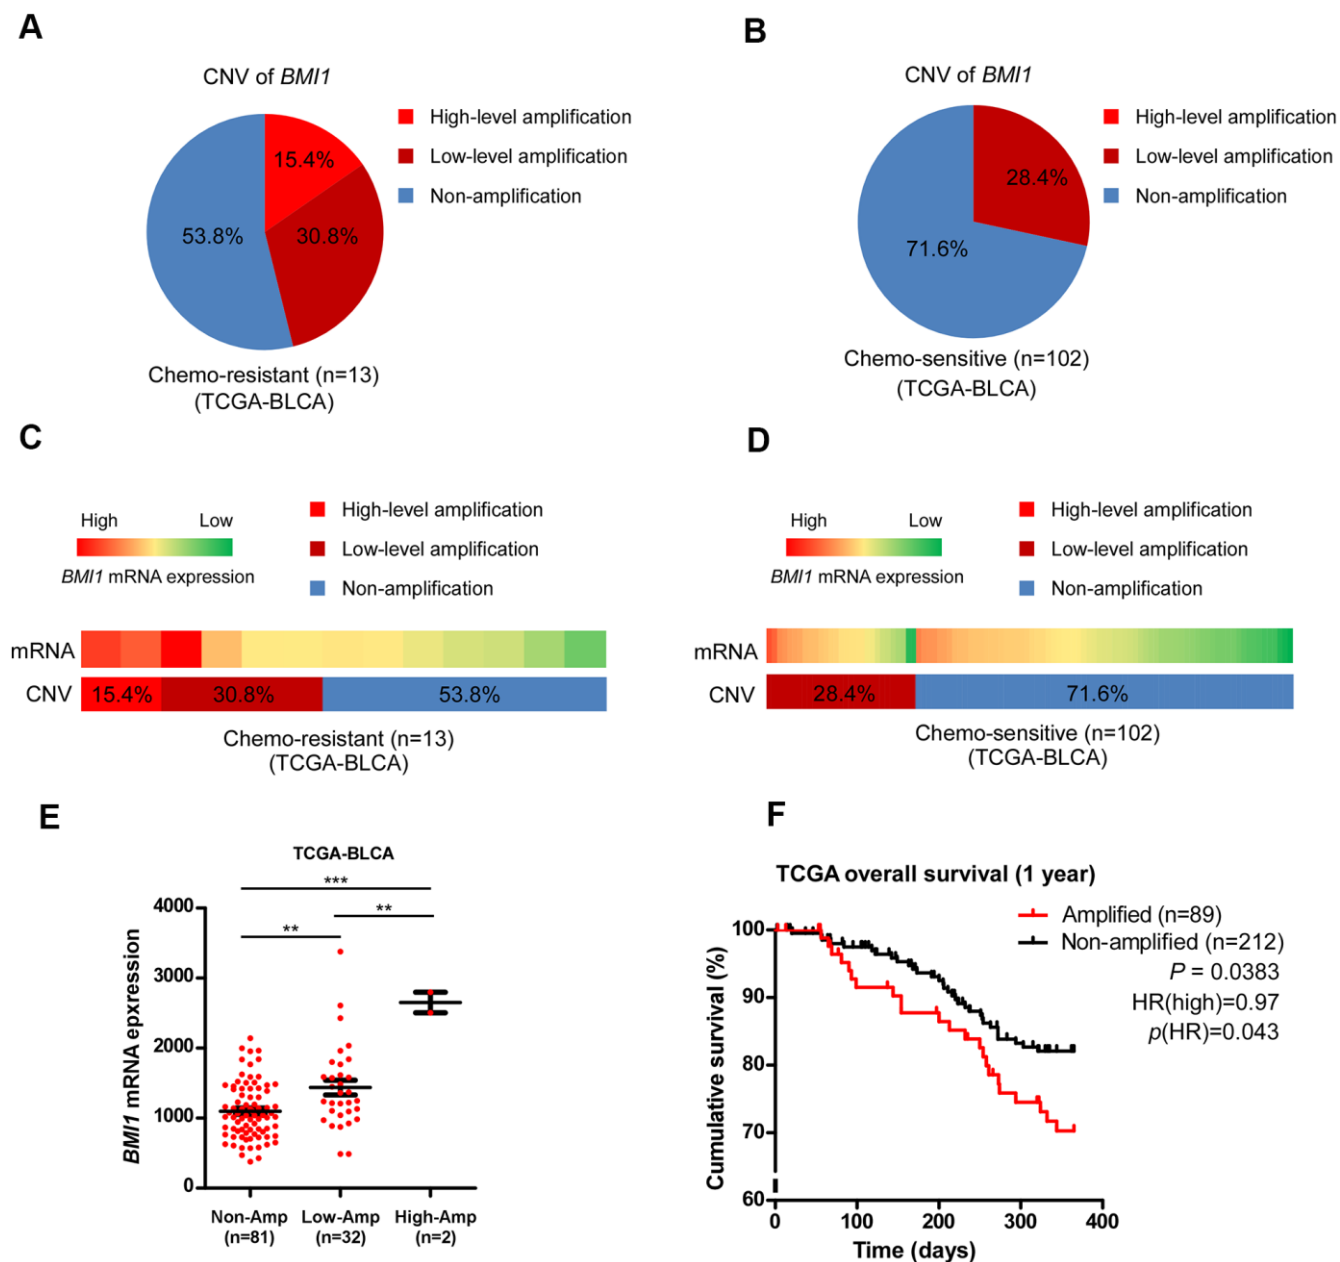 A
CNV of BMI1
High-level amplification
Low-level amplification
Non-amplification
15.4%
30.8%
53.8%
Chemo-resistant (n=13)
(TCGA-BLCA)
B
CNV of BMI1
High-level amplification
Low-level amplification
Non-amplification
28.4%
71.6%
Chemo-sensitive (n=102)
(TCGA-BLCA)
C
High Low
BMI1 mRNA expression
High-level amplification
Low-level amplification
Non-amplification
mRNA
CNV 15.4% 30.8% 53.8%
Chemo-resistant (n=13)
(TCGA-BLCA)
D
High Low
BMI1 mRNA expression
High-level amplification
Low-level amplification
Non-amplification
mRNA
CNV 28.4% 71.6%
Chemo-sensitive (n=102)
(TCGA-BLCA)
E
TCGA-BLCA
***
**
**
BMI1 mRNA epxression
4000
3000
2000
1000
0
Non-Amp Low-Amp High-Amp
(n=81) (n=32) (n=2)
F
TCGA overall survival (1 year)
Amplified (n=89)
Non-amplified (n=212)
P = 0.0383
HR(high)=0.97
p(HR)=0.043
Cumulative survival (%)
100
90
80
70
60
0 100 200 300 400
Time (days)